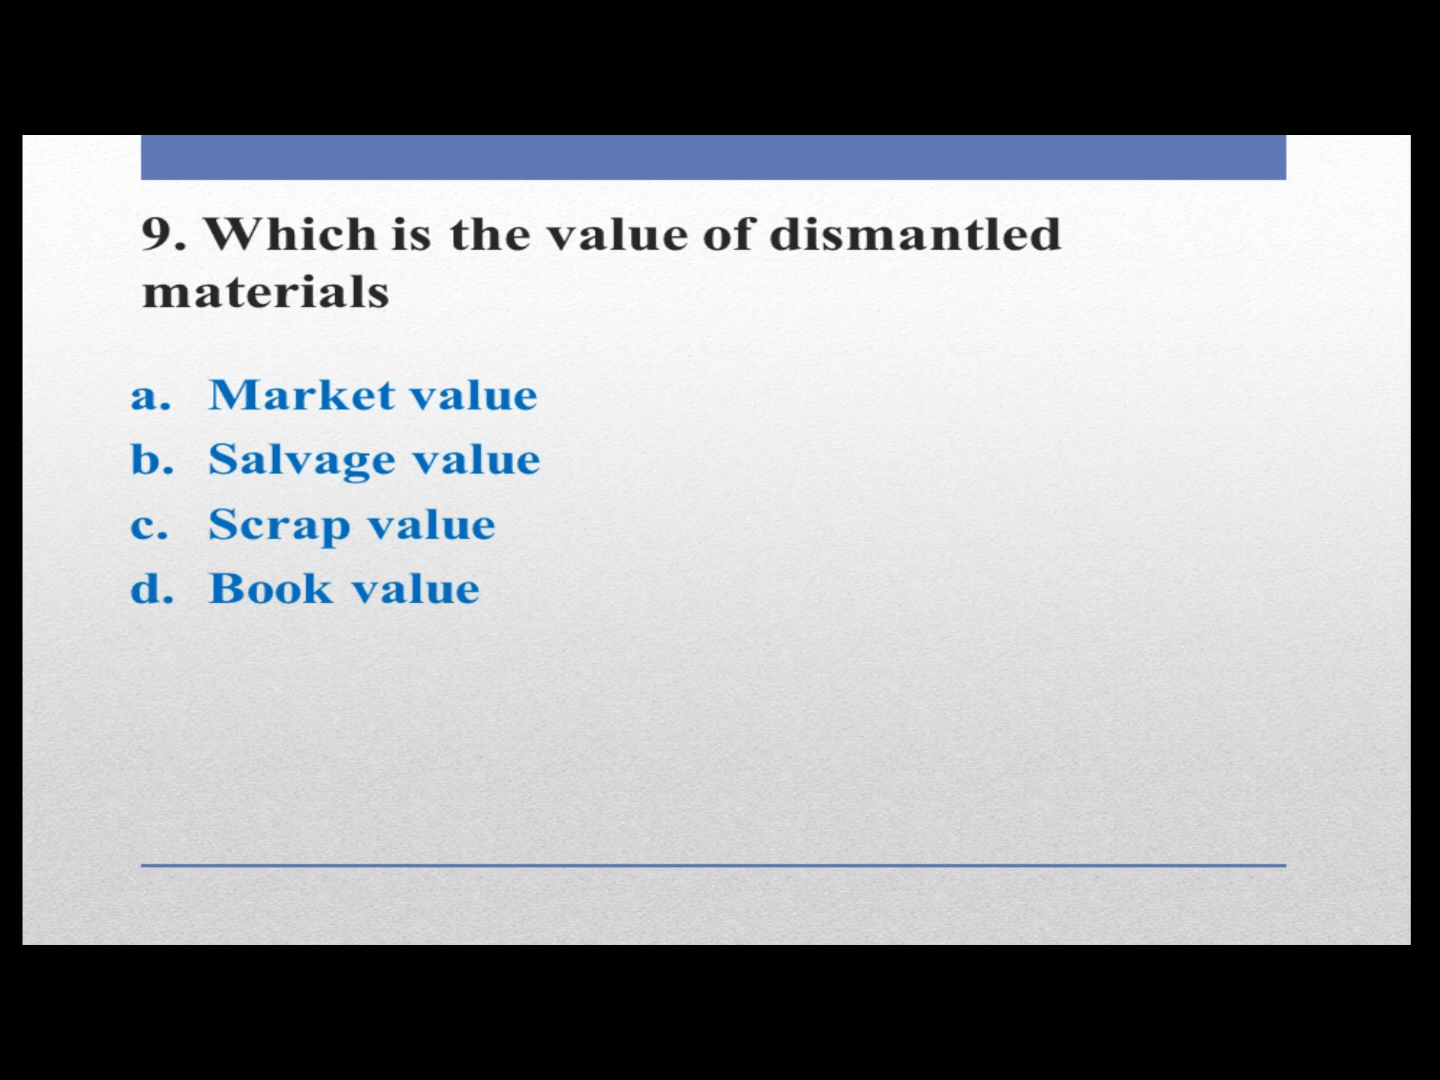 9. Which is the value of dismantled
materials
a. Market value
b. Salvage value
c. Scrap value
d. Book value